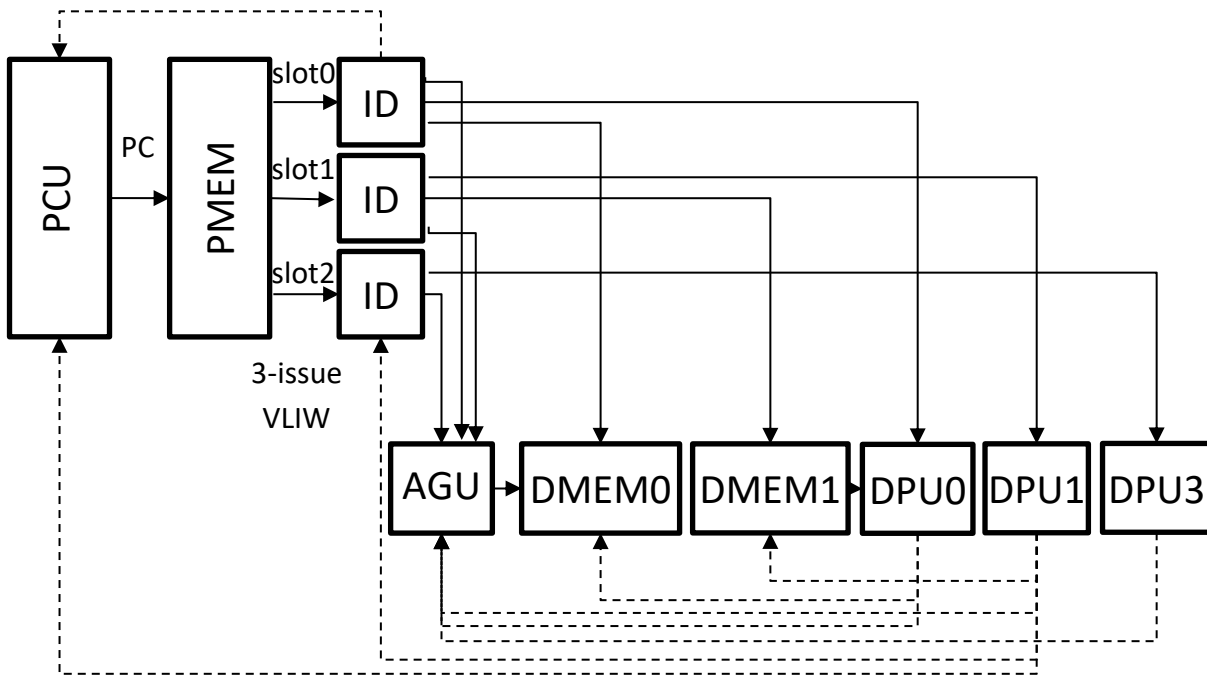 slot0
ID
PC
PCU
PMEM
slot1
ID
slot2
ID
3-issue
VLIW
AGU
DMEM0
DMEM1
DPU0
DPU1
DPU3